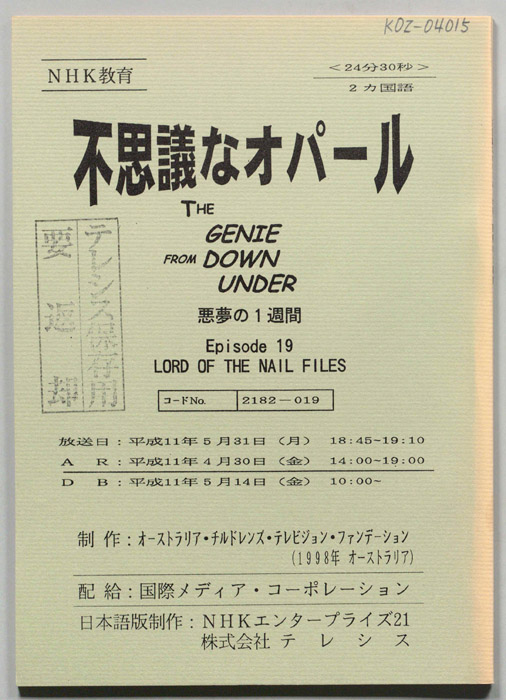 KOZ-04015
NHK教育
＜24分30秒＞
2 カ国語
不思議なオパール
THE
GENIE
FROM DOWN
UNDER
悪夢の1週間
Episode 19
LORD OF THE NAIL FILES
コードNo. 2182－019
テレシス保存用
要返却
放送日：平成11年5月31日（月） 18:45~19:10
A R：平成11年4月30日（金） 14:00~19:00
D B：平成11年5月14日（金） 10:00~
制作：オーストラリア・チルドレンズ・テレビジョン・ファンデーション
(1998年 オーストラリア)
配給：国際メディア・コーポレーション
日本語版制作：NHKエンタープライズ21
株式会社 テレシス